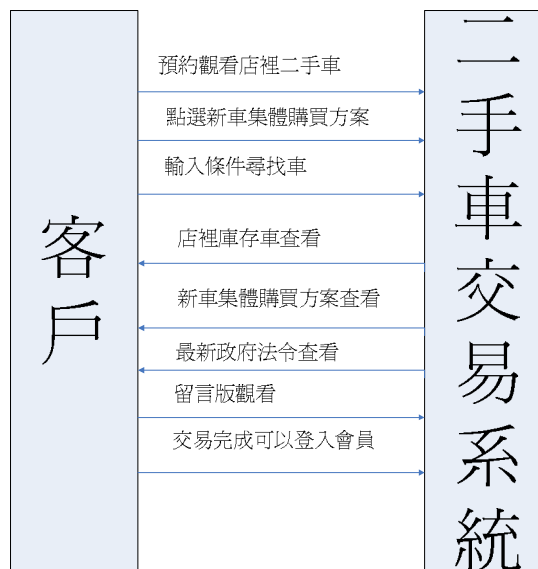 預約觀看店裡二手車
點選新車集體購買方案
輸入條件尋找車
店裡庫存車查看
新車集體購買方案查看
最新政府法令查看
留言版觀看
交易完成可以登入會員
客戶
二手車交易系統